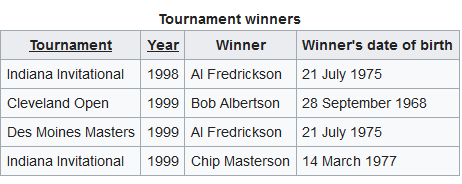 Tournament winners
Tournament Year Winner Winner's date of birth
Indiana Invitational 1998 Al Fredrickson 21 July 1975
Cleveland Open 1999 Bob Albertson 28 September 1968
Des Moines Masters 1999 Al Fredrickson 21 July 1975
Indiana Invitational 1999 Chip Masterson 14 March 1977